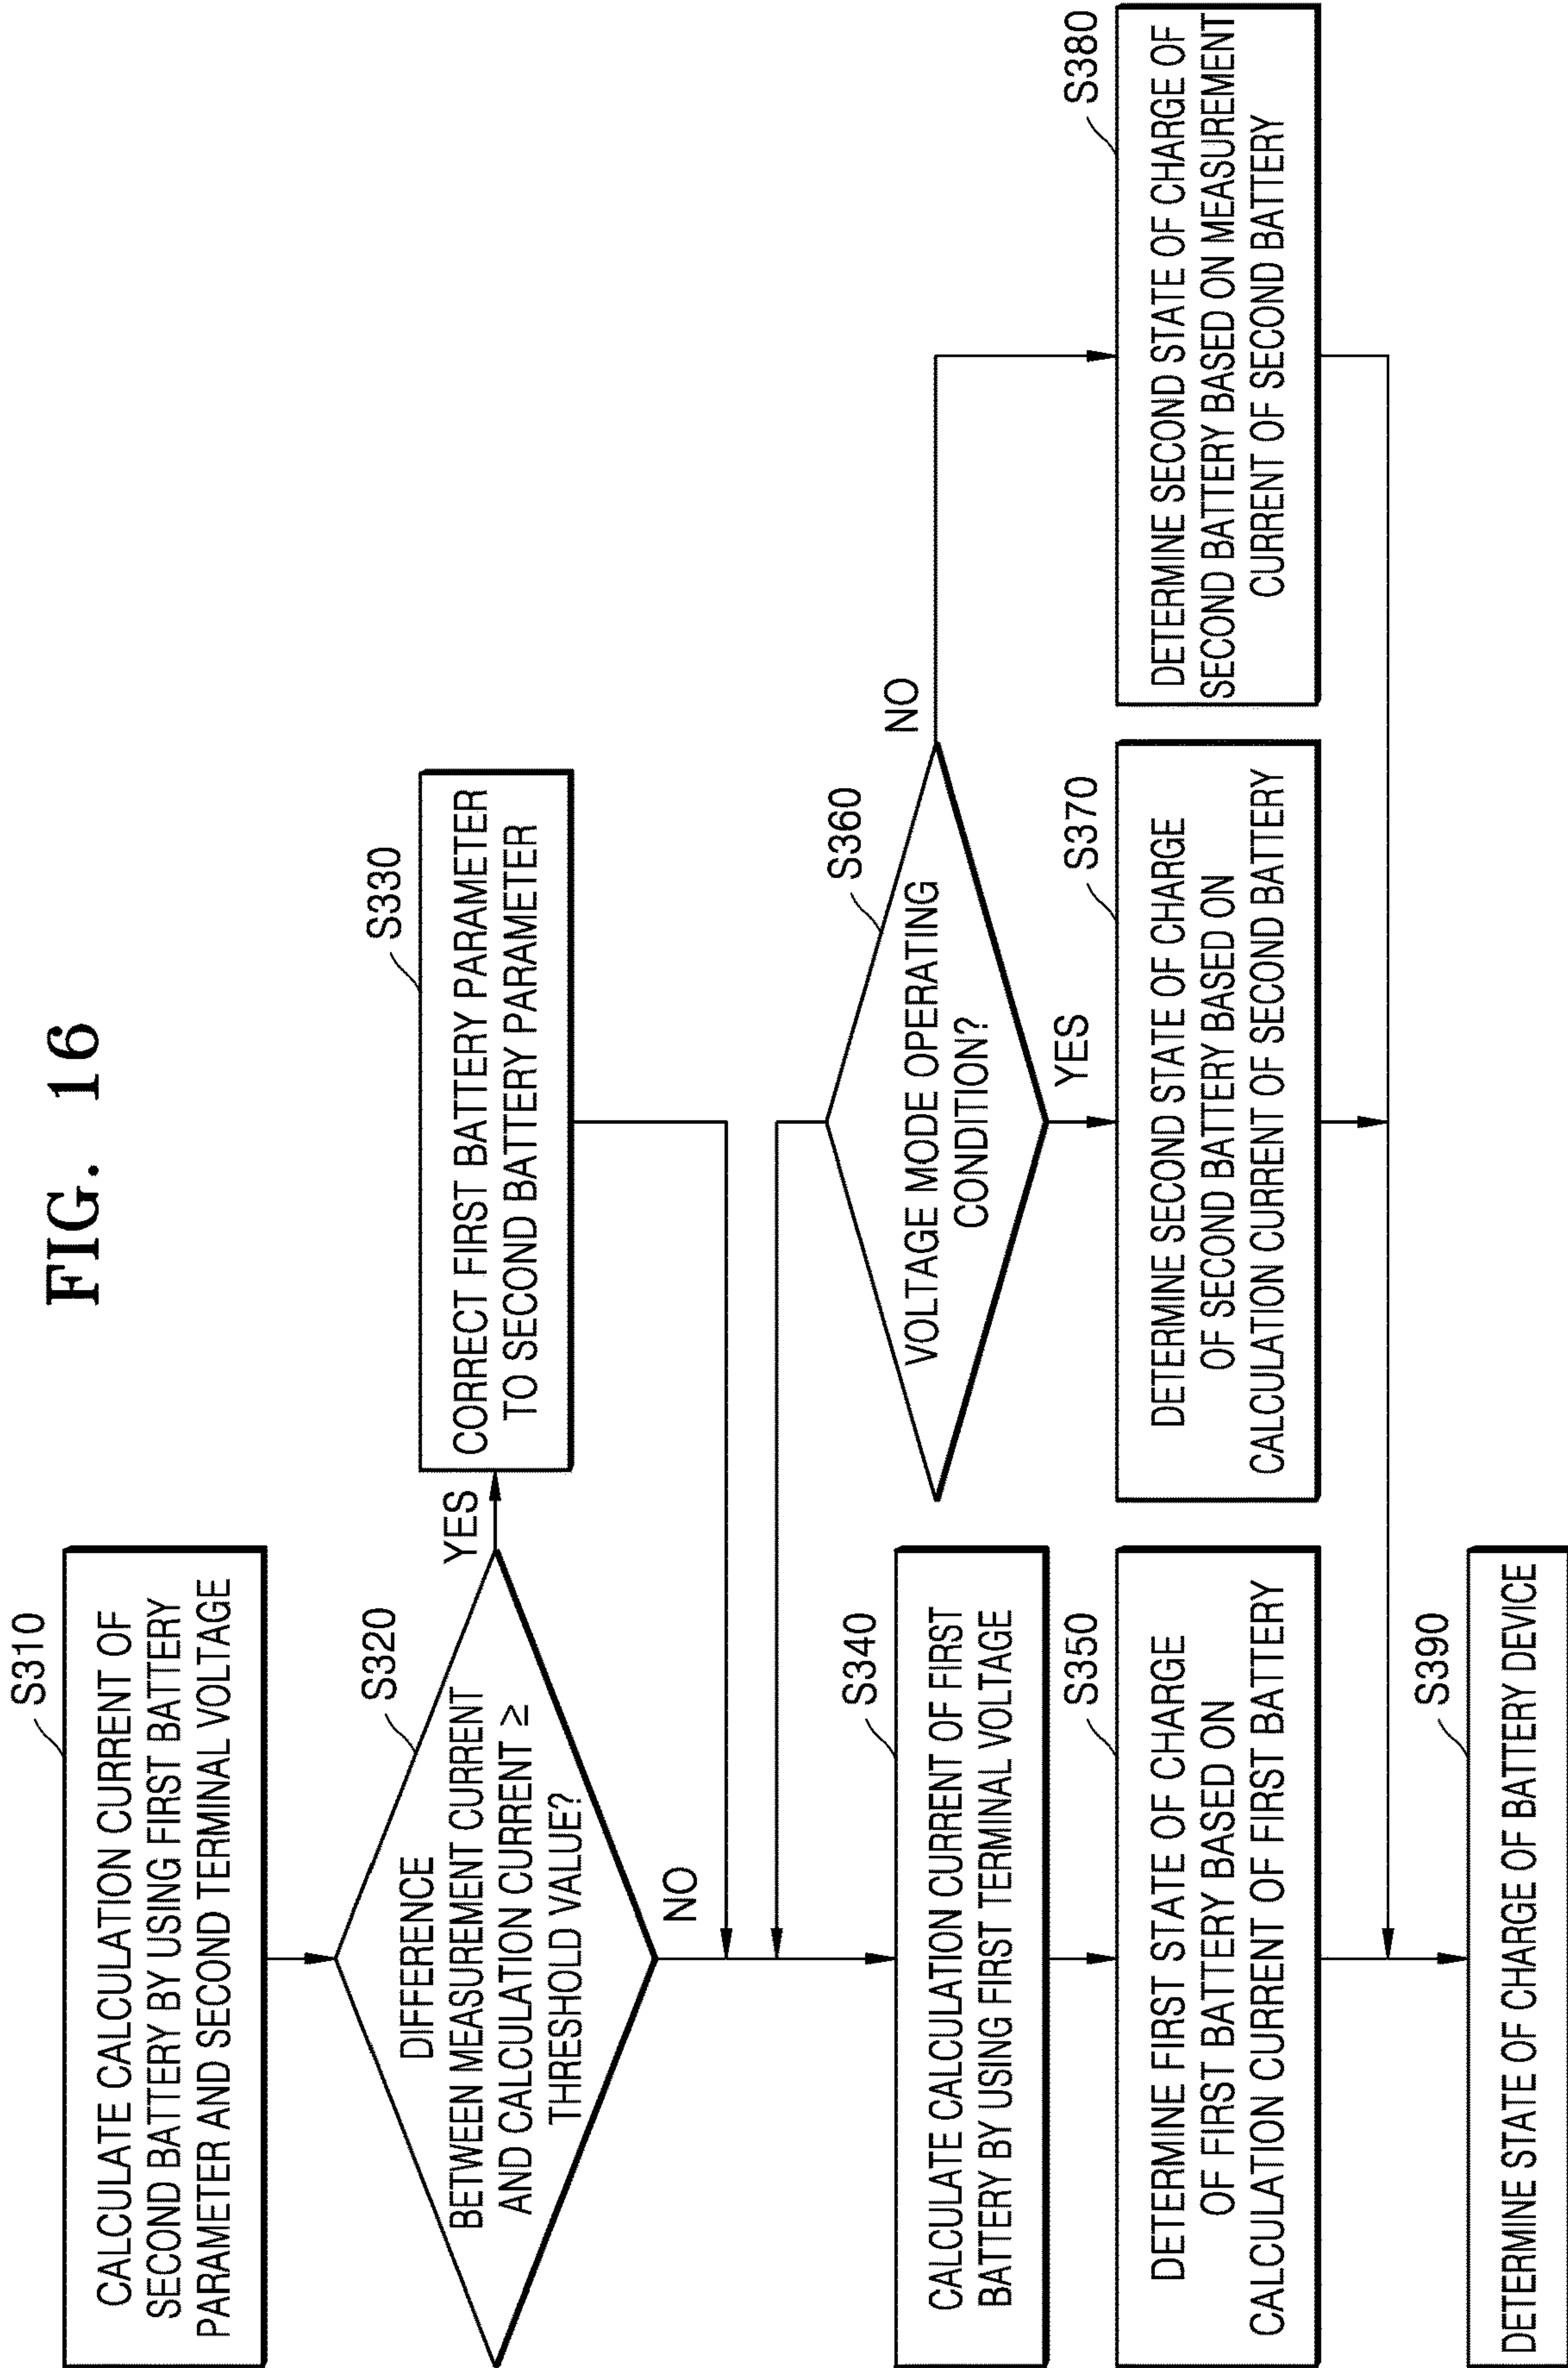 FIG. 16
S310
CALCULATE CALCULATION CURRENT OF
SECOND BATTERY BY USING FIRST BATTERY
PARAMETER AND SECOND TERMINAL VOLTAGE
S320
DIFFERENCE
BETWEEN MEASUREMENT CURRENT
AND CALCULATION CURRENT ≥
THRESHOLD VALUE?
YES
NO
S330
CORRECT FIRST BATTERY PARAMETER
TO SECOND BATTERY PARAMETER
S340
CALCULATE CALCULATION CURRENT OF FIRST
BATTERY BY USING FIRST TERMINAL VOLTAGE
S350
DETERMINE FIRST STATE OF CHARGE
OF FIRST BATTERY BASED ON
CALCULATION CURRENT OF FIRST BATTERY
S360
VOLTAGE MODE OPERATING
CONDITION?
NO
YES
S370
DETERMINE SECOND STATE OF CHARGE
OF SECOND BATTERY BASED ON
CALCULATION CURRENT OF SECOND BATTERY
S380
DETERMINE SECOND STATE OF CHARGE OF
SECOND BATTERY BASED ON MEASUREMENT
CURRENT OF SECOND BATTERY
S390
DETERMINE STATE OF CHARGE OF BATTERY DEVICE